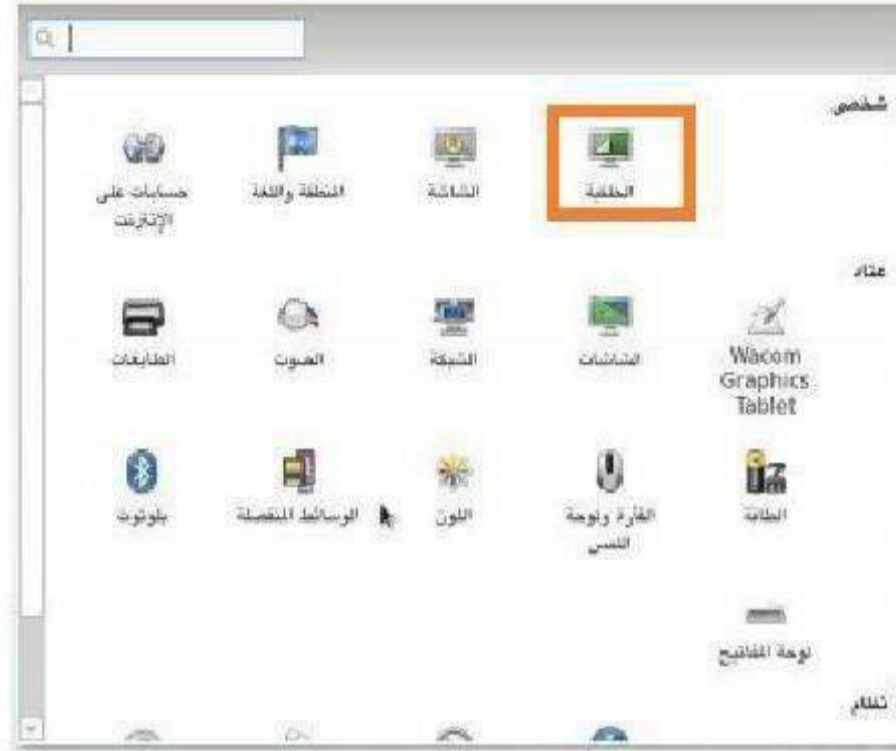 شخصي
الخلفية
الشاشة
المنطقة واللغة
حسابات على
الإنترنت
عتاد
Wacom
Graphics
Tablet
الشاشات
الشبكة
الصوت
الطابعات
الطاقة
الفأرة ولوحة
اللمس
اللون
الوسائط المنفصلة
بلوتوث
لوحة المفاتيح
نظام